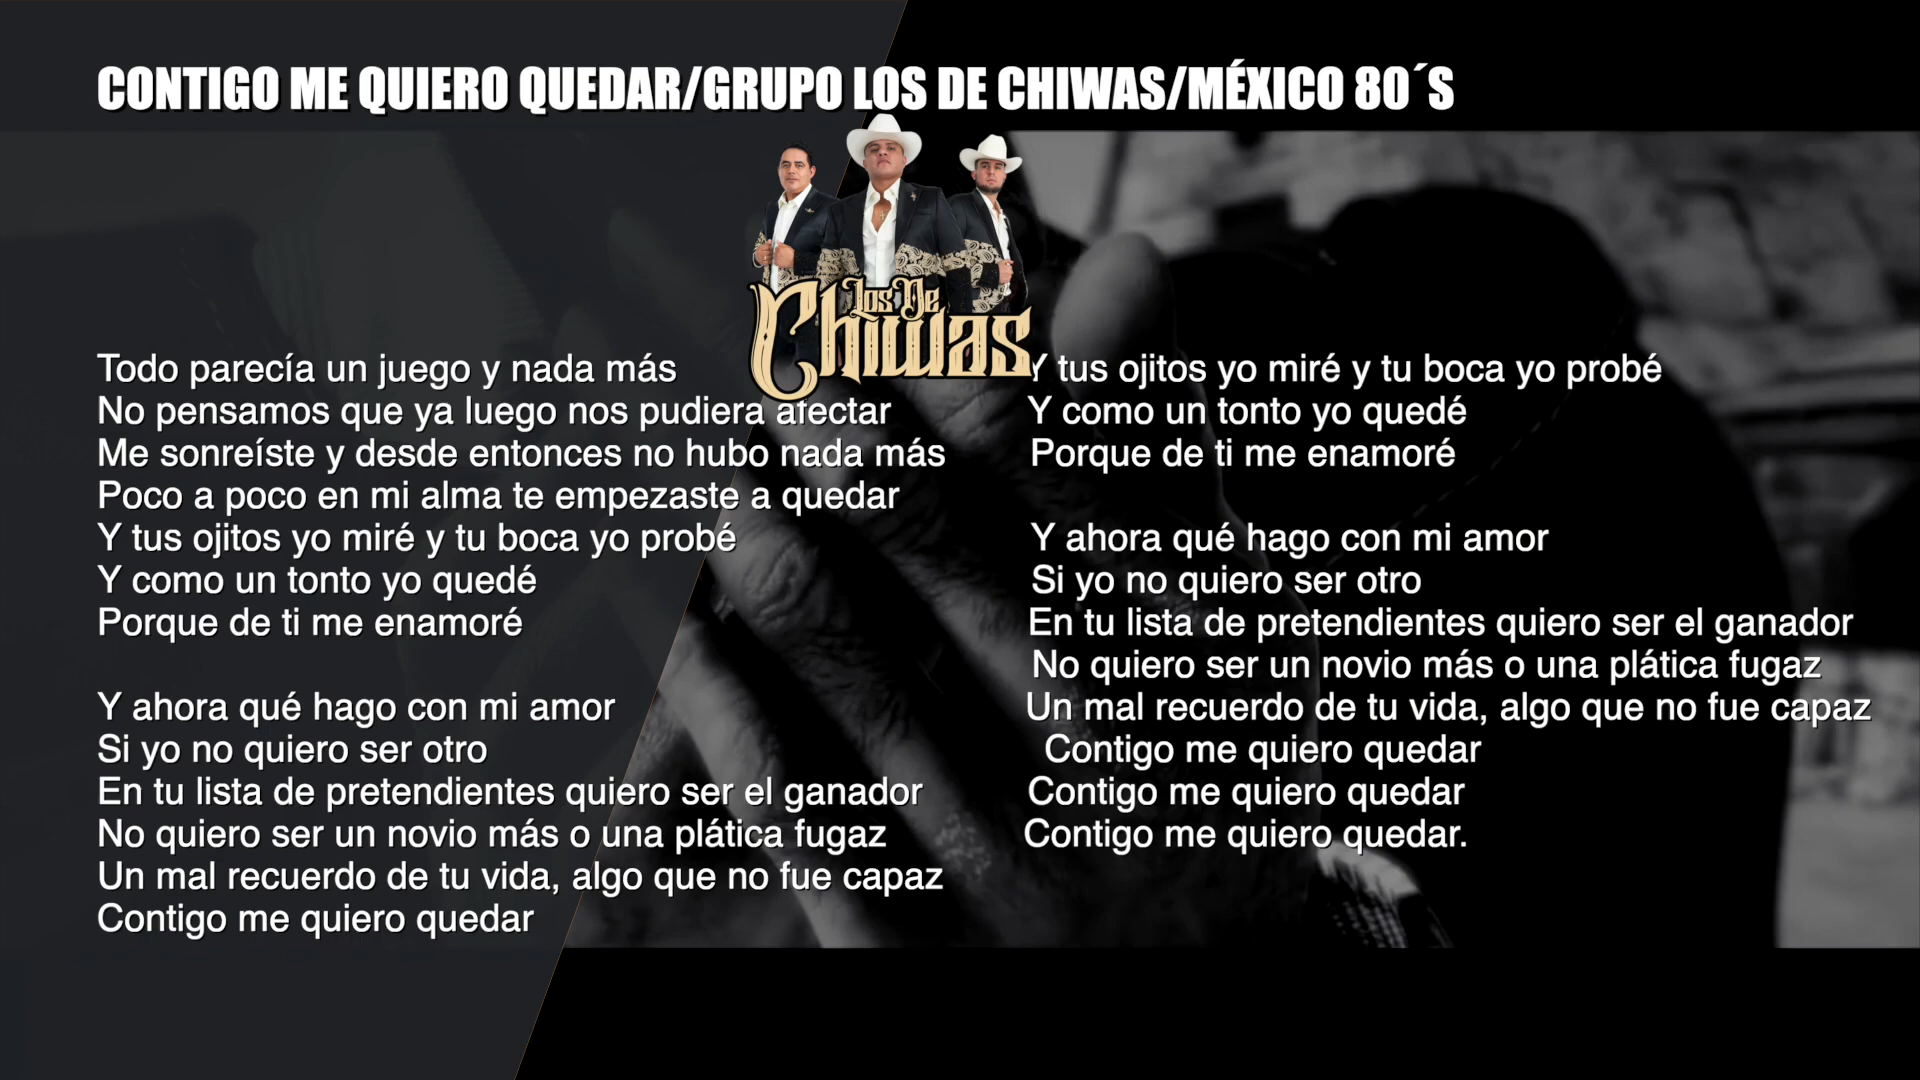 CONTIGO ME QUIERO QUEDAR/GRUPO LOS DE CHIWAS/MÉXICO 80´S
Los De
Chiwas
Todo parecía un juego y nada más
No pensamos que ya luego nos pudiera afectar
Me sonreíste y desde entonces no hubo nada más
Poco a poco en mi alma te empezaste a quedar
Y tus ojitos yo miré y tu boca yo probé
Y como un tonto yo quedé
Porque de ti me enamoré
Y ahora qué hago con mi amor
Si yo no quiero ser otro
En tu lista de pretendientes quiero ser el ganador
No quiero ser un novio más o una plática fugaz
Un mal recuerdo de tu vida, algo que no fue capaz
Contigo me quiero quedar
Y tus ojitos yo miré y tu boca yo probé
Y como un tonto yo quedé
Porque de ti me enamoré
Y ahora qué hago con mi amor
Si yo no quiero ser otro
En tu lista de pretendientes quiero ser el ganador
No quiero ser un novio más o una plática fugaz
Un mal recuerdo de tu vida, algo que no fue capaz
Contigo me quiero quedar
Contigo me quiero quedar
Contigo me quiero quedar.